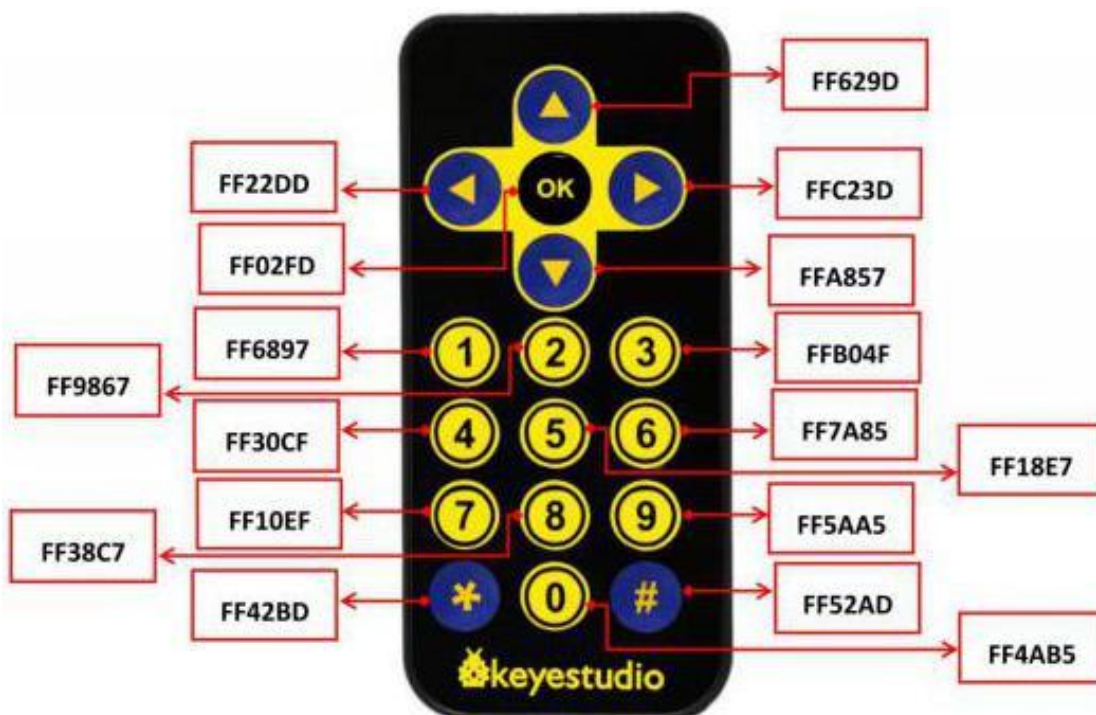 FF629D
FF22DD
OK
FFC23D
FF02FD
FFA857
FF6897
1 2 3
FFB04F
FF9867
FF30CF
4 5 6
FF7A85
FF18E7
FF10EF
7 8 9
FF5AA5
FF38C7
FF42BD
* 0 #
FF52AD
FF4AB5
keyestudio